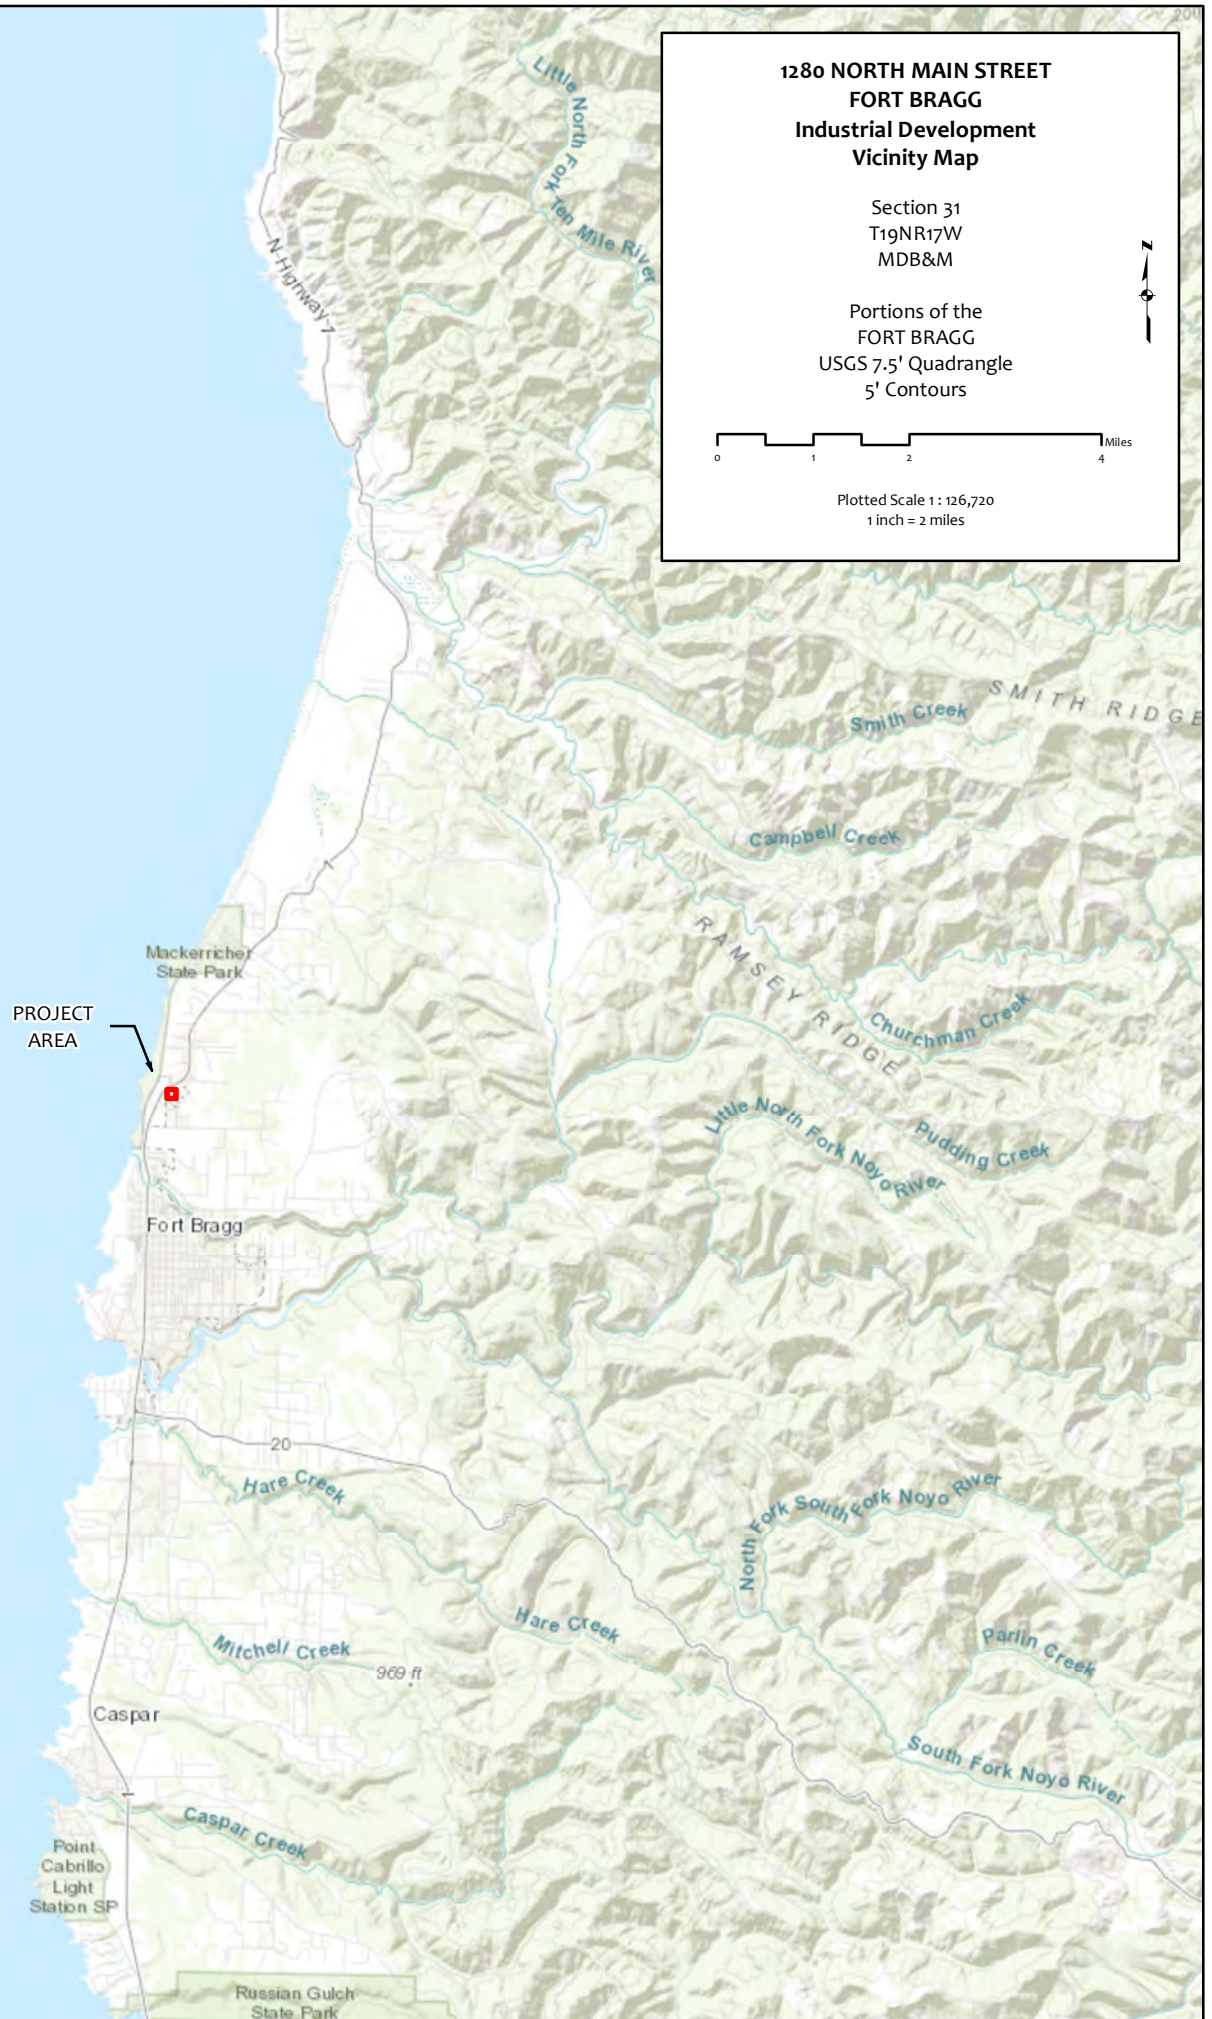 1280 NORTH MAIN STREET
FORT BRAGG
Industrial Development
Vicinity Map
Section 31
T19NR17W
MDB&M
Portions of the
FORT BRAGG
USGS 7.5' Quadrangle
5' Contours
N
Miles
0 1 2 4
Plotted Scale 1 : 126,720
1 inch = 2 miles
Little North Fork Ten Mile River
N Highway 1
SMITH RIDGE
Smith Creek
Campbell Creek
1
RAMSEY RIDGE
Mackerricher
State Park
Churchman Creek
PROJECT
AREA
Little North Fork Noyo River
Pudding Creek
Fort Bragg
20
Hare Creek
North Fork South Fork Noyo River
Hare Creek
Mitchell Creek
969 ft
Parlin Creek
Caspar
South Fork Noyo River
1
Caspar Creek
Point
Cabrillo
Light
Station SP
Russian Gulch
State Park